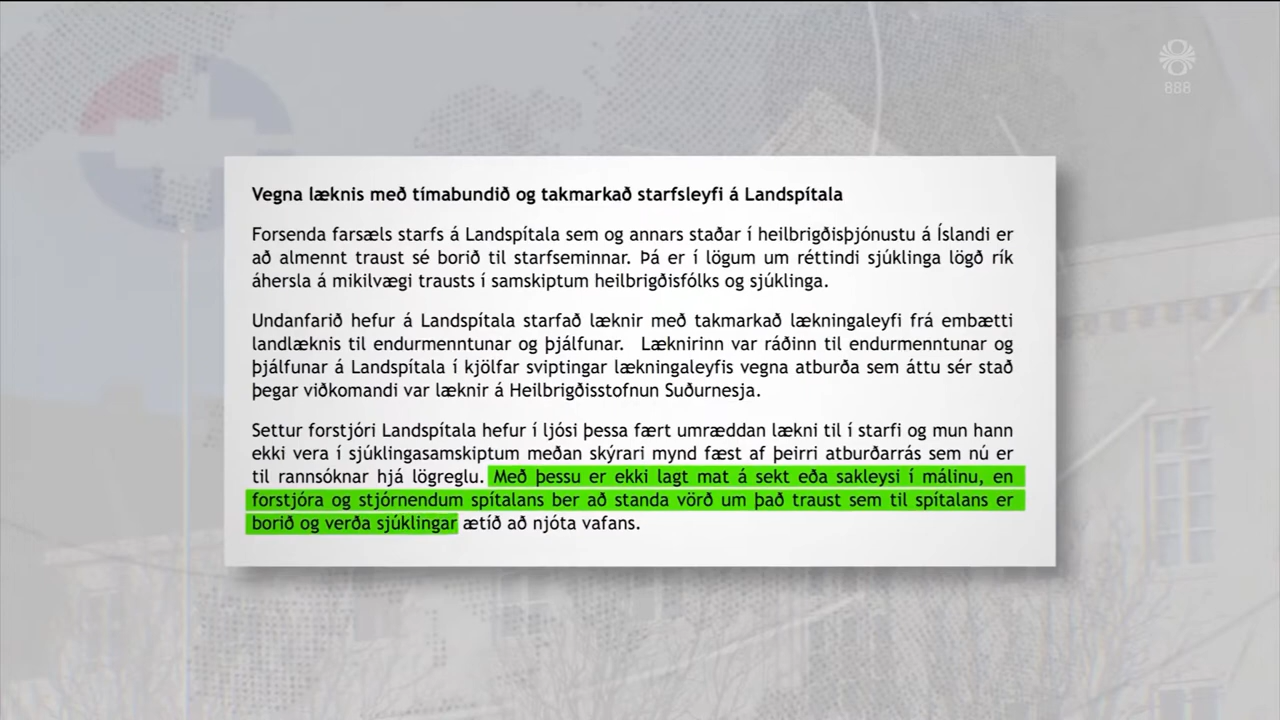 888
Vegna læknis með tímabundið og takmarkað starfsleyfi á Landspítala
Forsenda farsæls starfs á Landspítala sem og annars staðar í heilbrigðisþjónustu á Íslandi er
að almennt traust sé borið til starfseminnar. Þá er í lögum um réttindi sjúklinga lögð rík
áhersla á mikilvægi trausts í samskiptum heilbrigðisfólks og sjúklinga.
Undanfarið hefur á Landspítala starfað læknir með takmarkað lækningaleyfi frá embætti
landlæknis til endurmenntunar og þjálfunar. Læknirinn var ráðinn til endurmenntunar og
þjálfunar á Landspítala í kjölfar sviptingar lækningaleyfis vegna atburða sem áttu sér stað
þegar viðkomandi var læknir á Heilbrigðisstofnun Suðurnesja.
Settur forstjóri Landspítala hefur í ljósi þessa fært umræddan lækni til í starfi og mun hann
ekki vera í sjúklingasamskiptum meðan skýrari mynd fæst af þeirri atburðarrás sem nú er
til rannsóknar hjá lögreglu. Með þessu er ekki lagt mat á sekt eða sakleysi í málinu, en
forstjóra og stjórnendum spítalans ber að standa vörð um það traust sem til spítalans er
borið og verða sjúklingar ætíð að njóta vafans.